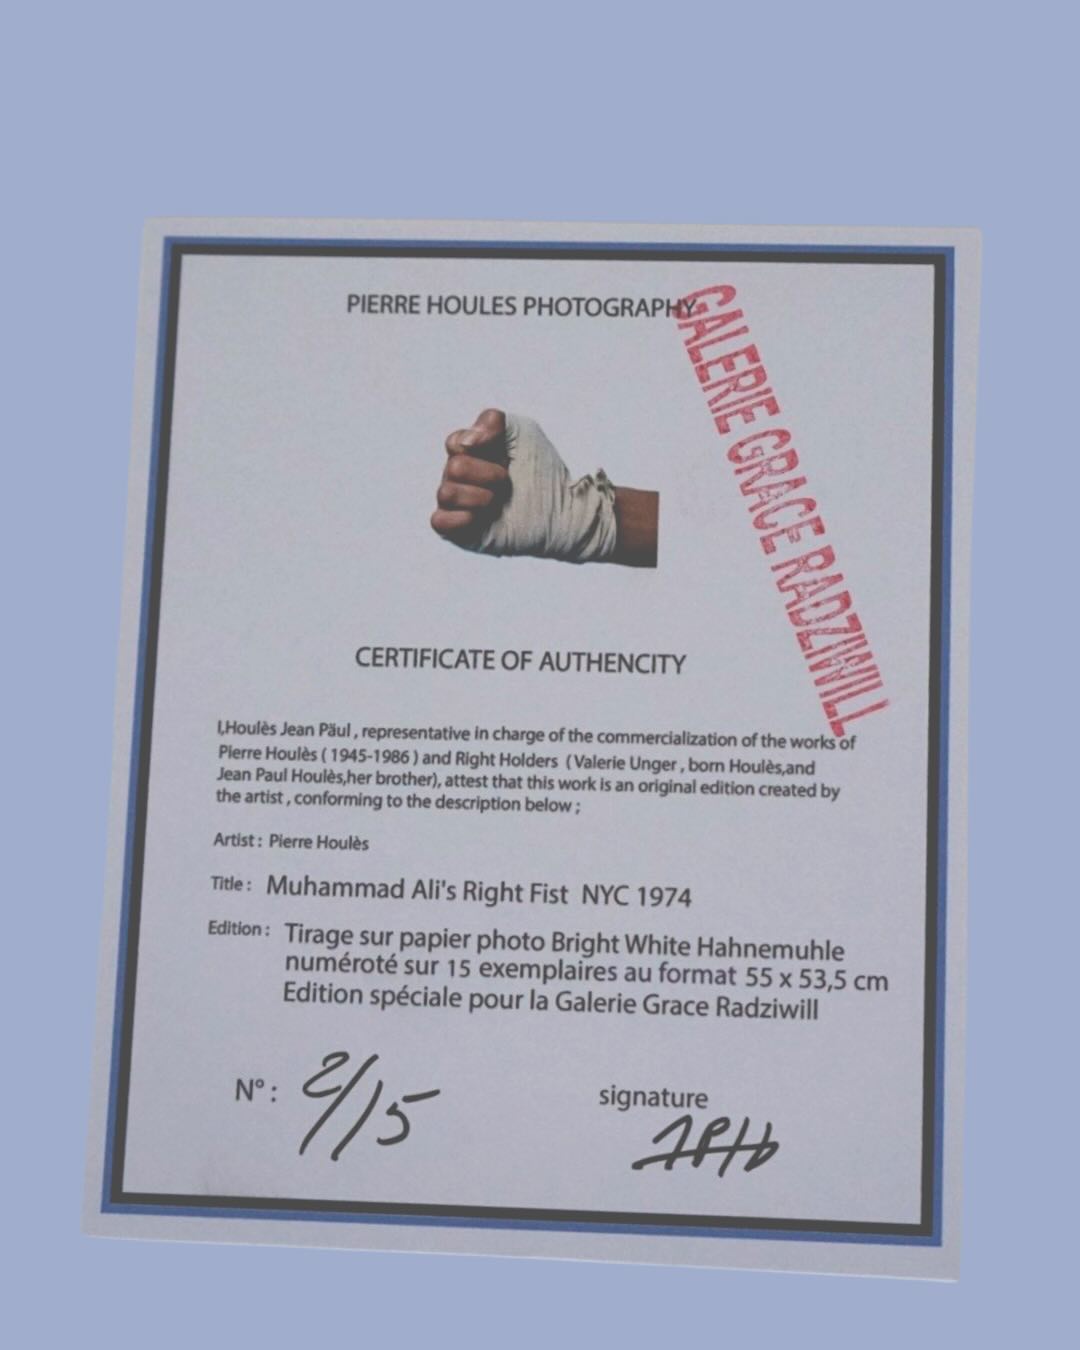 PIERRE HOULES PHOTOGRAPHY
GALERIE GRACE RADZIWILL
CERTIFICATE OF AUTHENCITY
I,Houlès Jean Päul , representative in charge of the commercialization of the works of
Pierre Houlès ( 1945-1986 ) and Right Holders ( Valerie Unger , born Houlès,and
Jean Paul Houlès,her brother), attest that this work is an original edition created by
the artist , conforming to the description below ;
Artist : Pierre Houlès
Title : Muhammad Ali's Right Fist NYC 1974
Edition : Tirage sur papier photo Bright White Hahnemuhle
numéroté sur 15 exemplaires au format 55 x 53,5 cm
Edition spéciale pour la Galerie Grace Radziwill
N° : 2/15
signature